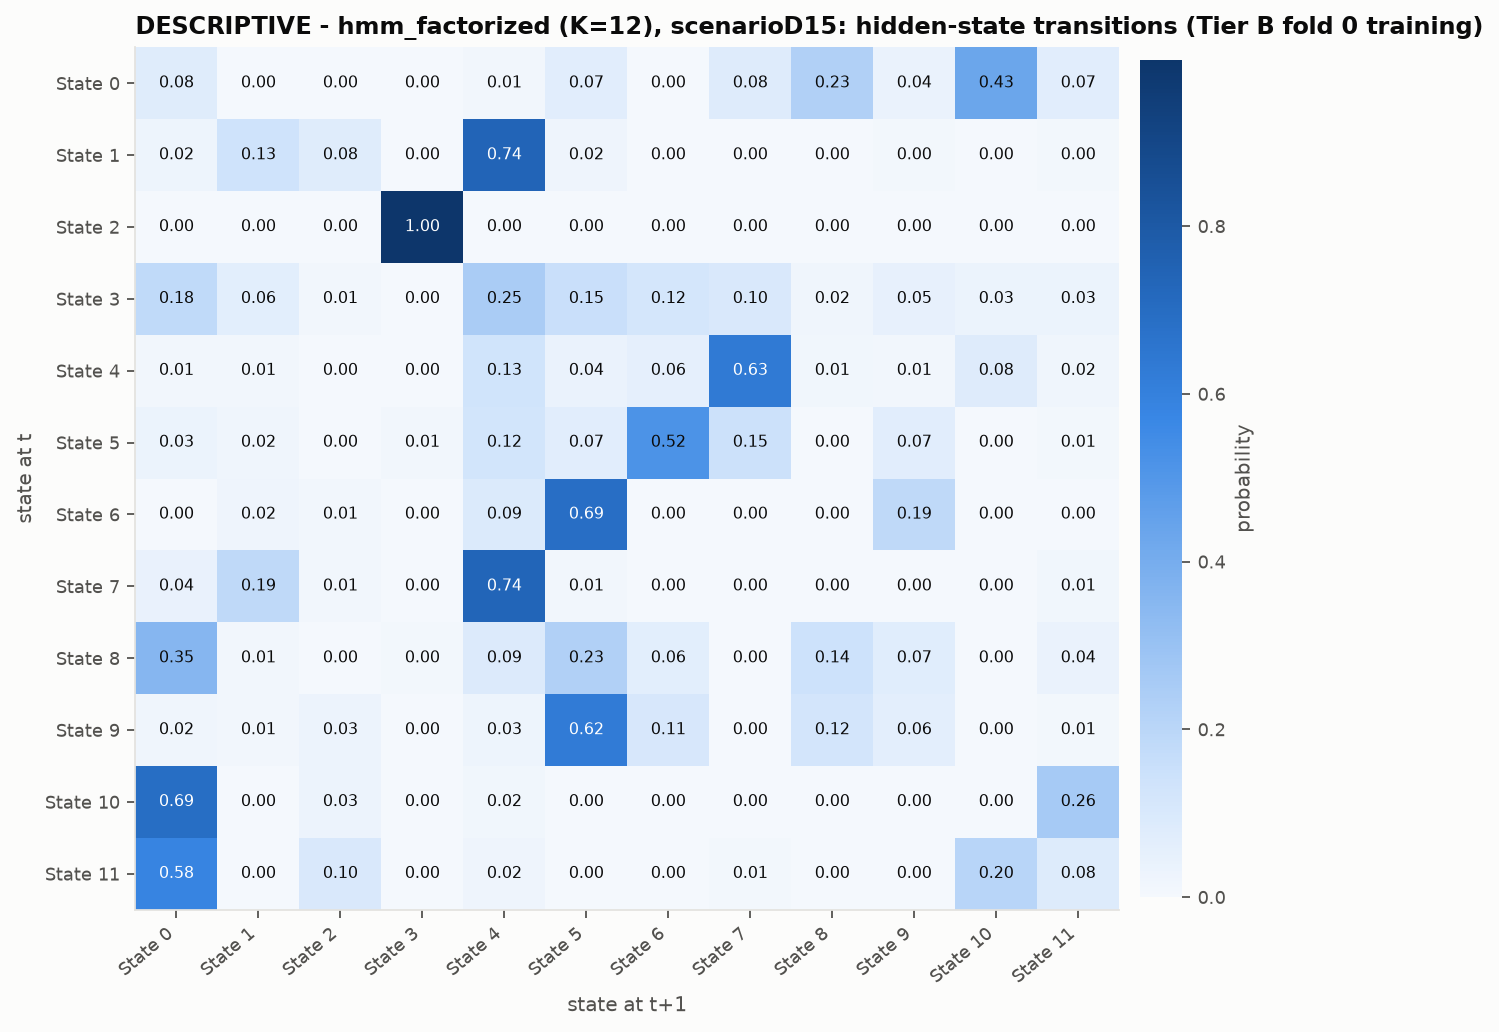 DESCRIPTIVE - hmm_factorized (K=12), scenarioD15: hidden-state transitions (Tier B fold 0 training)
State 0 0.08 0.00 0.00 0.00 0.01 0.07 0.00 0.08 0.23 0.04 0.43 0.07
State 1 0.02 0.13 0.08 0.00 0.74 0.02 0.00 0.00 0.00 0.00 0.00 0.00
State 2 0.00 0.00 0.00 1.00 0.00 0.00 0.00 0.00 0.00 0.00 0.00 0.00
State 3 0.18 0.06 0.01 0.00 0.25 0.15 0.12 0.10 0.02 0.05 0.03 0.03
State 4 0.01 0.01 0.00 0.00 0.13 0.04 0.06 0.63 0.01 0.01 0.08 0.02
State 5 0.03 0.02 0.00 0.01 0.12 0.07 0.52 0.15 0.00 0.07 0.00 0.01
State 6 0.00 0.02 0.01 0.00 0.09 0.69 0.00 0.00 0.00 0.19 0.00 0.00
State 7 0.04 0.19 0.01 0.00 0.74 0.01 0.00 0.00 0.00 0.00 0.00 0.01
State 8 0.35 0.01 0.00 0.00 0.09 0.23 0.06 0.00 0.14 0.07 0.00 0.04
State 9 0.02 0.01 0.03 0.00 0.03 0.62 0.11 0.00 0.12 0.06 0.00 0.01
State 10 0.69 0.00 0.03 0.00 0.02 0.00 0.00 0.00 0.00 0.00 0.00 0.26
State 11 0.58 0.00 0.10 0.00 0.02 0.00 0.00 0.01 0.00 0.00 0.20 0.08
State 0 State 1 State 2 State 3 State 4 State 5 State 6 State 7 State 8 State 9 State 10 State 11
state at t+1
state at t
0.8
0.6
0.4
0.2
0.0
probability